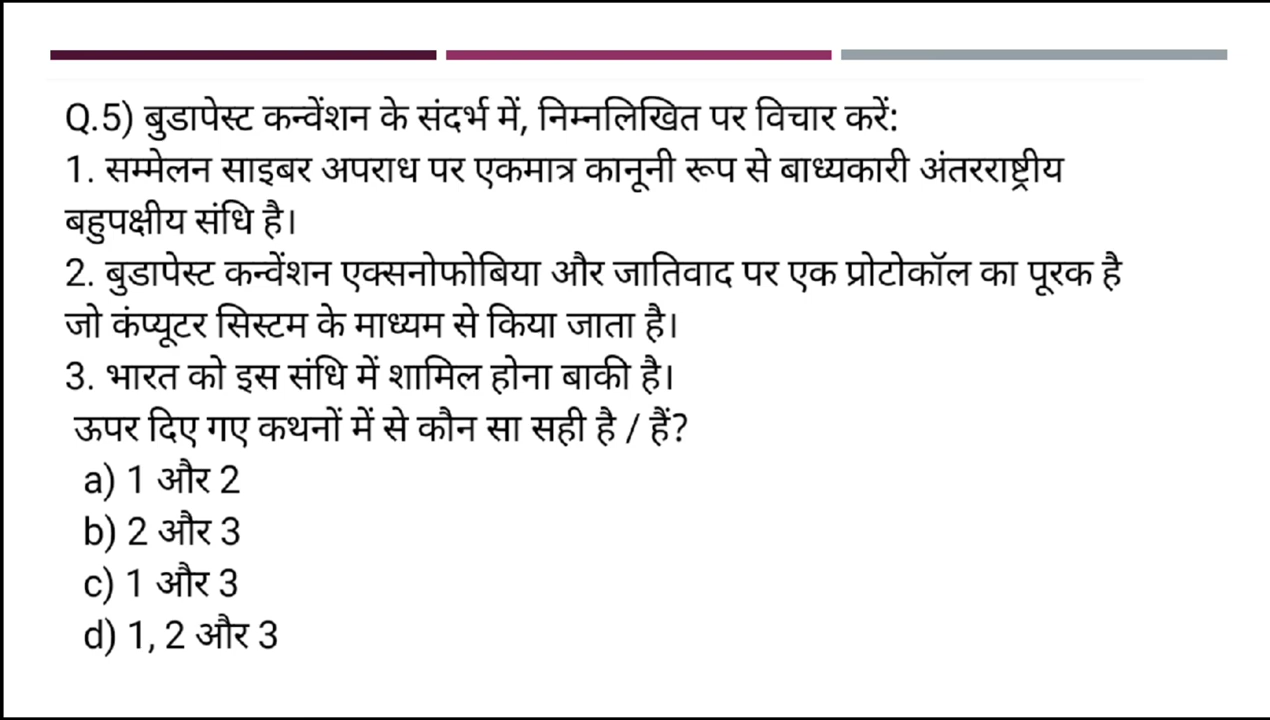 Q.5) बुडापेस्ट कन्वेंशन के संदर्भ में, निम्नलिखित पर विचार करें:
1. सम्मेलन साइबर अपराध पर एकमात्र कानूनी रूप से बाध्यकारी अंतरराष्ट्रीय
बहुपक्षीय संधि है।
2. बुडापेस्ट कन्वेंशन एक्सनोफोबिया और जातिवाद पर एक प्रोटोकॉल का पूरक है
जो कंप्यूटर सिस्टम के माध्यम से किया जाता है।
3. भारत को इस संधि में शामिल होना बाकी है।
ऊपर दिए गए कथनों में से कौन सा सही है / हैं?
a) 1 और 2
b) 2 और 3
c) 1 और 3
d) 1, 2 और 3